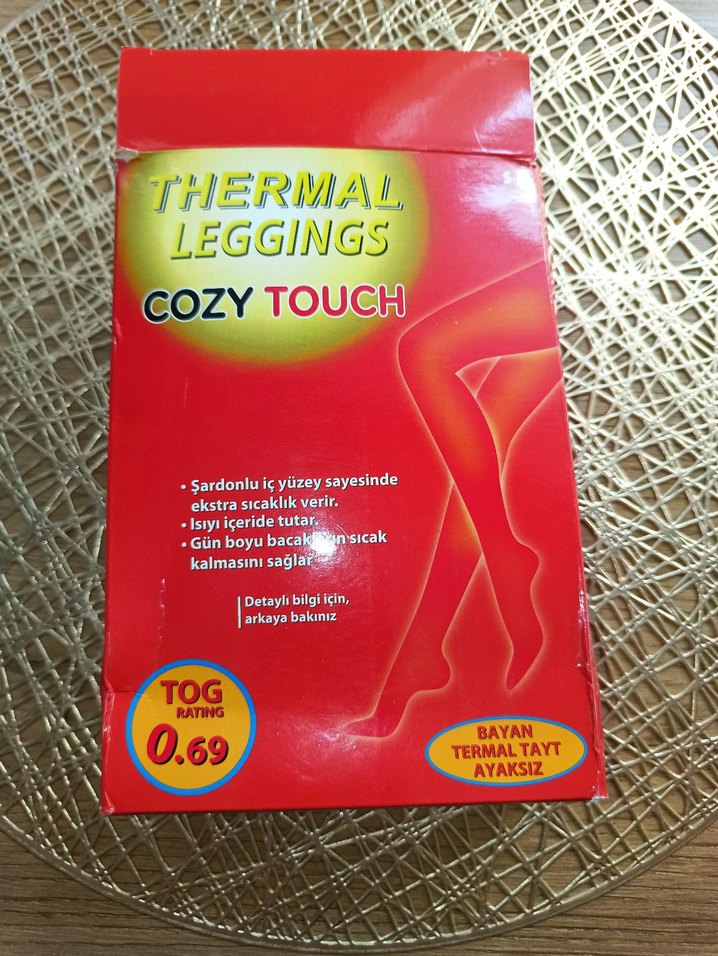 THERMAL
LEGGINGS
COZY TOUCH
• Şardonlu iç yüzey sayesinde
ekstra sıcaklık verir.
• Isıyı içeride tutar.
• Gün boyu sıcak
kalmasını sağlar
Detaylı bilgi için,
arkaya bakınız
TOG
RATING
0.69
BAYAN
TERMAL TAYT
AYAKSIZ